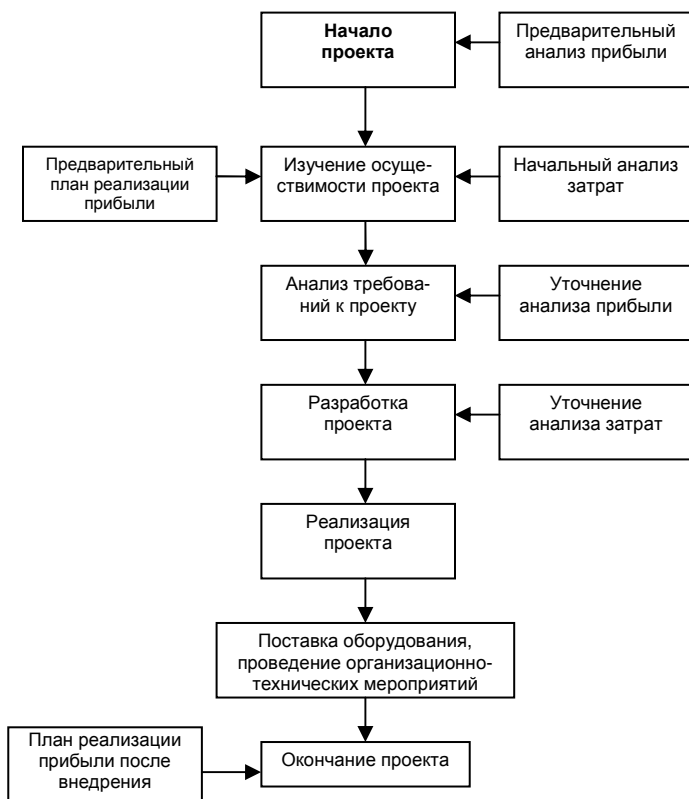 Начало
проекта
Предварительный
анализ прибыли
Предварительный
план реализации
прибыли
Изучение осуще-
ствимости проекта
Начальный анализ
затрат
Анализ требова-
ний к проекту
Уточнение
анализа прибыли
Разработка
проекта
Уточнение
анализа затрат
Реализация
проекта
Поставка оборудования,
проведение организационно-
технических мероприятий
План реализации
прибыли после
внедрения
Окончание проекта